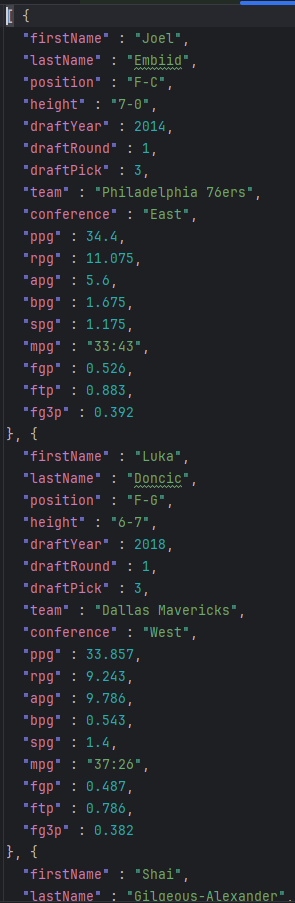 [ {
"firstName" : "Joel",
"lastName" : "Embiid",
"position" : "F-C",
"height" : "7-0",
"draftYear" : 2014,
"draftRound" : 1,
"draftPick" : 3,
"team" : "Philadelphia 76ers",
"conference" : "East",
"ppg" : 34.4,
"rpg" : 11.075,
"apg" : 5.6,
"bpg" : 1.675,
"spg" : 1.175,
"mpg" : "33:43",
"fgp" : 0.526,
"ftp" : 0.883,
"fg3p" : 0.392
}, {
"firstName" : "Luka",
"lastName" : "Doncic",
"position" : "F-G",
"height" : "6-7",
"draftYear" : 2018,
"draftRound" : 1,
"draftPick" : 3,
"team" : "Dallas Mavericks",
"conference" : "West",
"ppg" : 33.857,
"rpg" : 9.243,
"apg" : 9.786,
"bpg" : 0.543,
"spg" : 1.4,
"mpg" : "37:26",
"fgp" : 0.487,
"ftp" : 0.786,
"fg3p" : 0.382
}, {
"firstName" : "Shai",
"lastName" : "Gilgeous-Alexander",